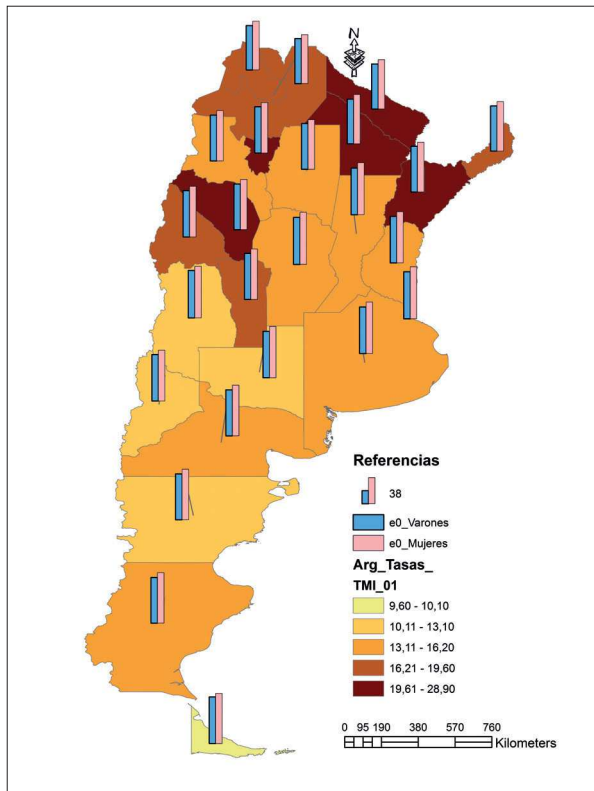 N
Referencias
38
e0_Varones
e0_Mujeres
Arg_Tasas_
TMI_01
9,60 - 10,10
10,11 - 13,10
13,11 - 16,20
16,21 - 19,60
19,61 - 28,90
0 95 190 380 570 760
Kilometers